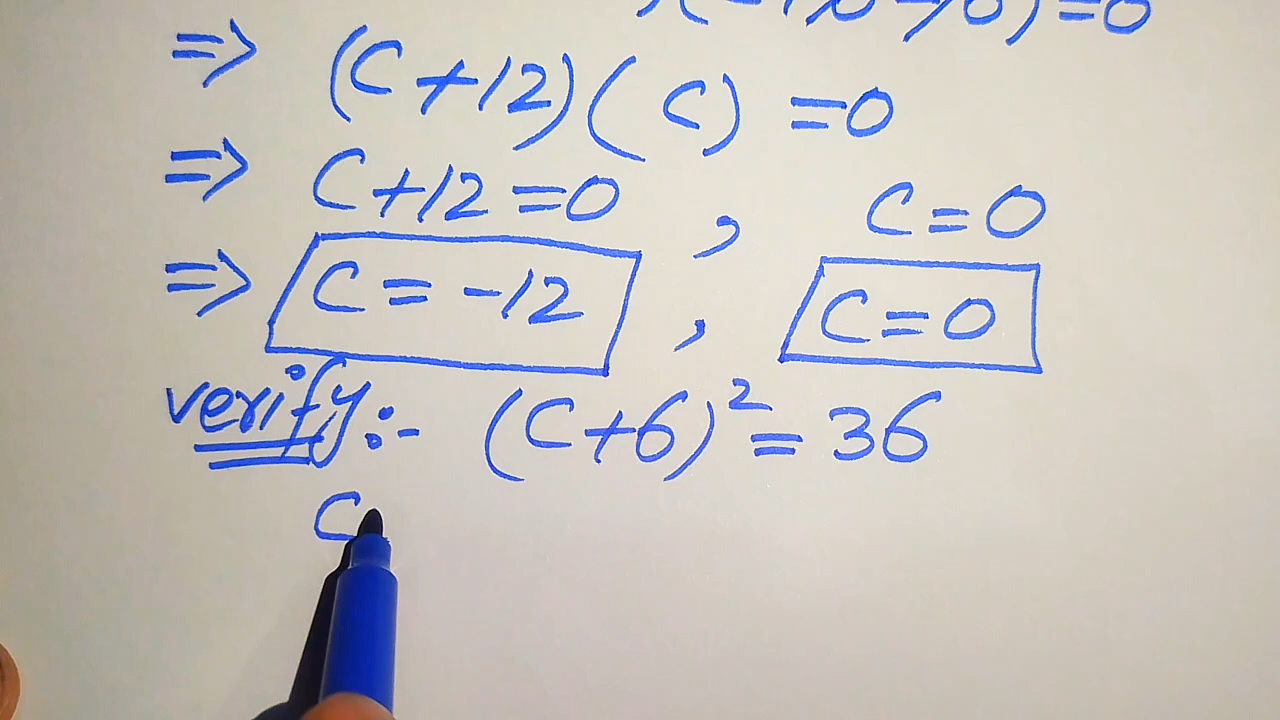 => (C+12)(C) =0
=> C+12=0 , C=0
=> C=-12 , C=0
verify:- (C+6)²=36
C